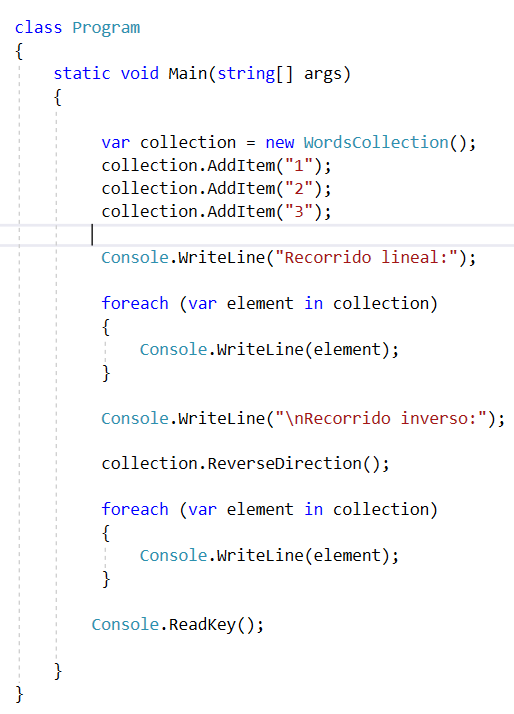 class Program
{
    static void Main(string[] args)
    {
        var collection = new WordsCollection();
        collection.AddItem("1");
        collection.AddItem("2");
        collection.AddItem("3");
        Console.WriteLine("Recorrido lineal:");
        foreach (var element in collection)
        {
            Console.WriteLine(element);
        }
        Console.WriteLine("\nRecorrido inverso:");
        collection.ReverseDirection();
        foreach (var element in collection)
        {
            Console.WriteLine(element);
        }
        Console.ReadKey();
    }
}